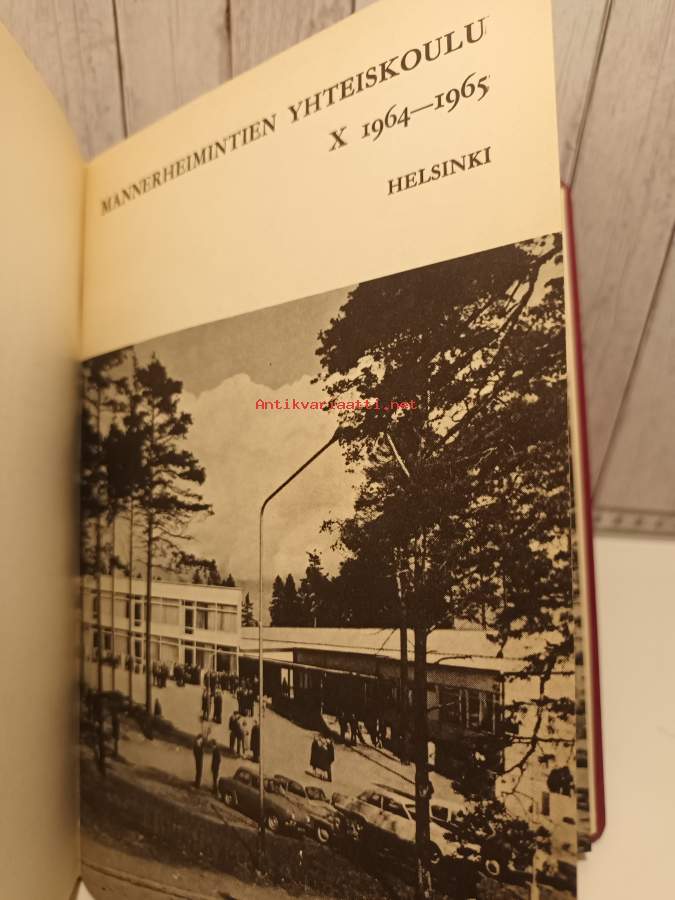 MANNERHEIMINTIEN YHTEISKOULU
X 1964—1965
HELSINKI
Antikvariaatti.net